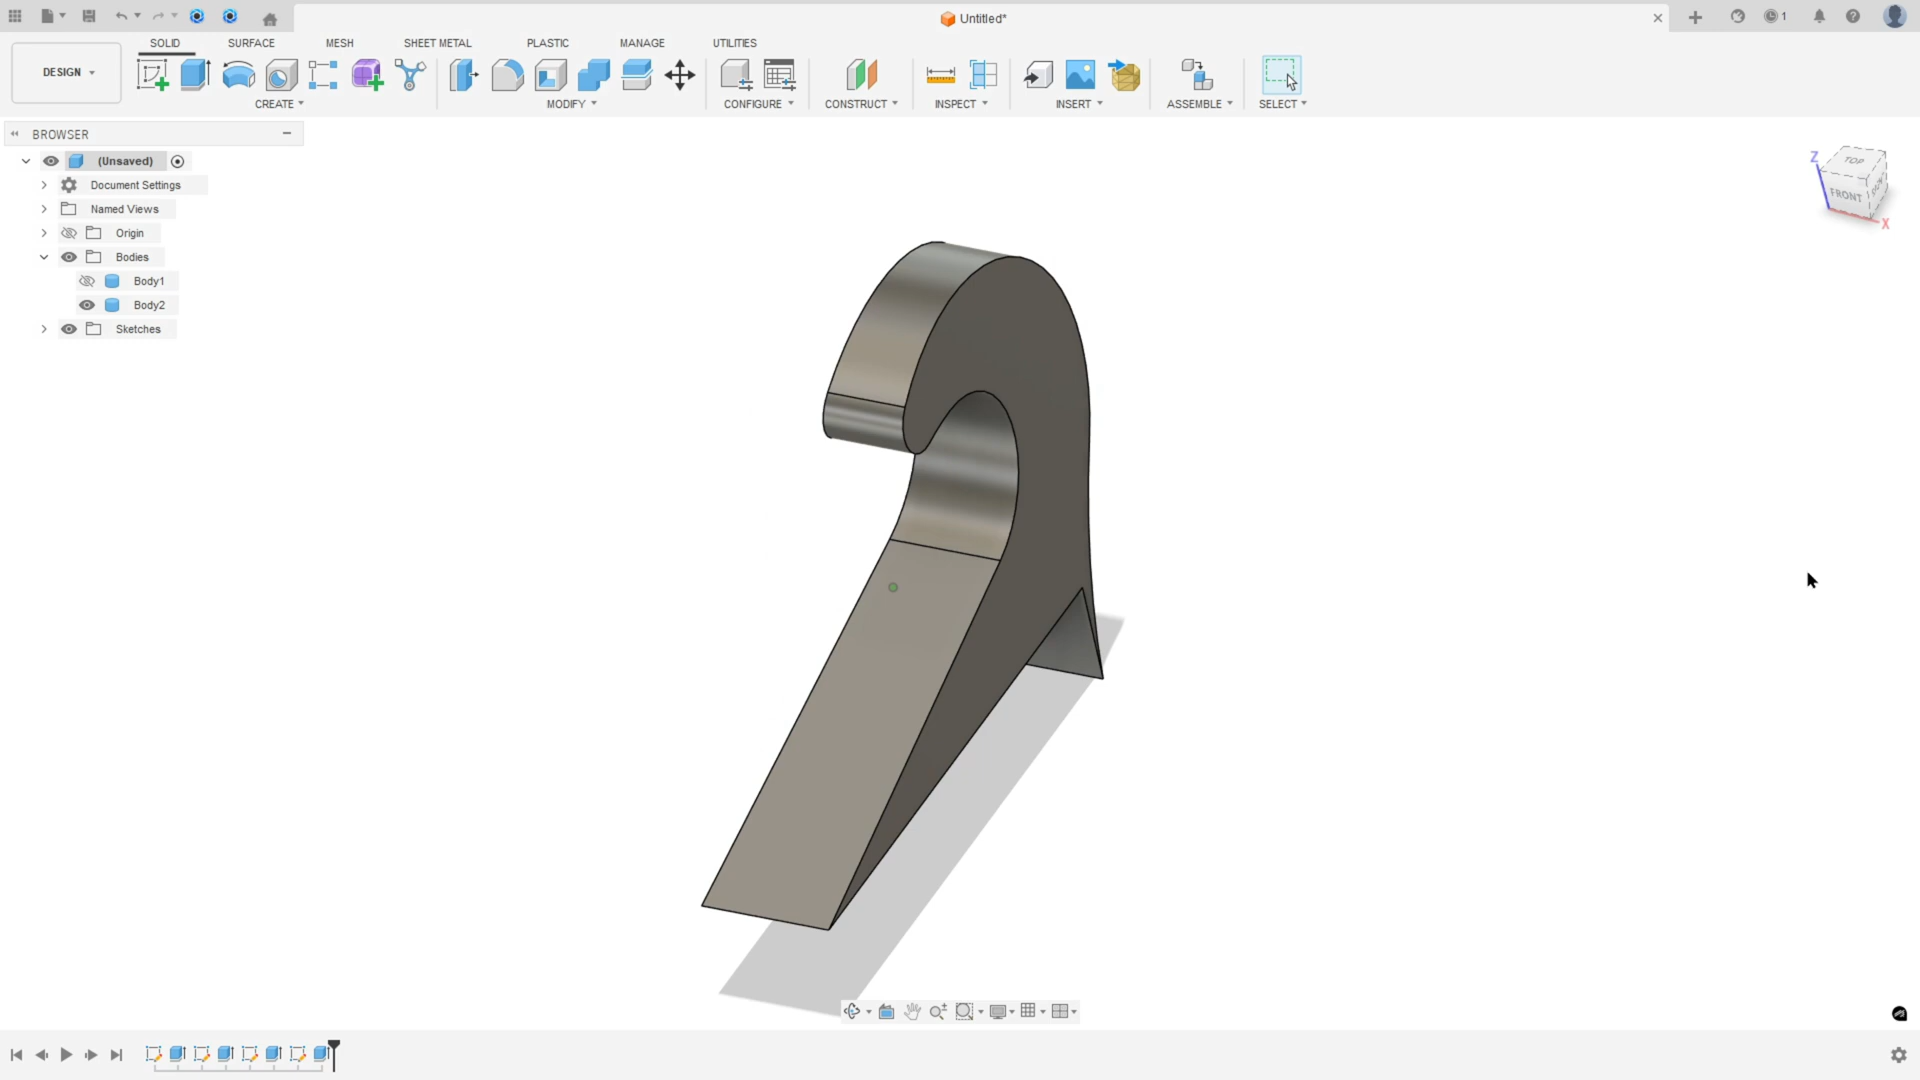 Untitled*
1
DESIGN
SOLID SURFACE MESH SHEET METAL PLASTIC MANAGE UTILITIES
CREATE MODIFY CONFIGURE CONSTRUCT INSPECT INSERT ASSEMBLE SELECT
BROWSER
(Unsaved)
Document Settings
Named Views
Origin
Bodies
Body1
Body2
Sketches
Z
TOP
FRONT
X